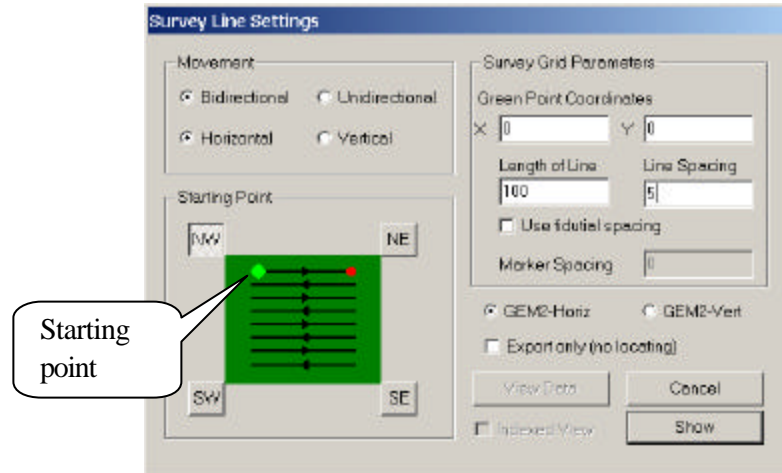 Survey Line Settings
Movement
Bidirectional Unidirectional
Horizontal Vertical
Starting Point
NW NE
SW SE
Starting
point
Survey Grid Parameters
Green Point Coordinates
X 0 Y 0
Length of Line Line Spacing
100 5
Use fidutial spacing
Marker Spacing 0
GEM2-Horiz GEM2-Vert
Export only (no locating)
View Data Cancel
Indexed View Show